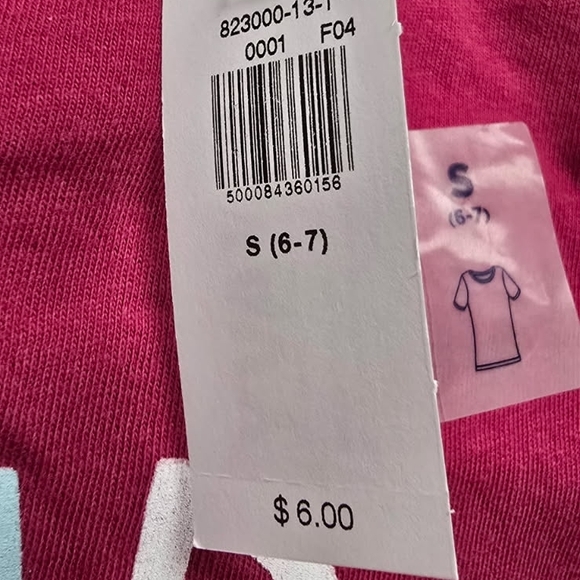 823000-13-1
0001 F04
500084360156
S (6-7)
$ 6.00
S
(6-7)